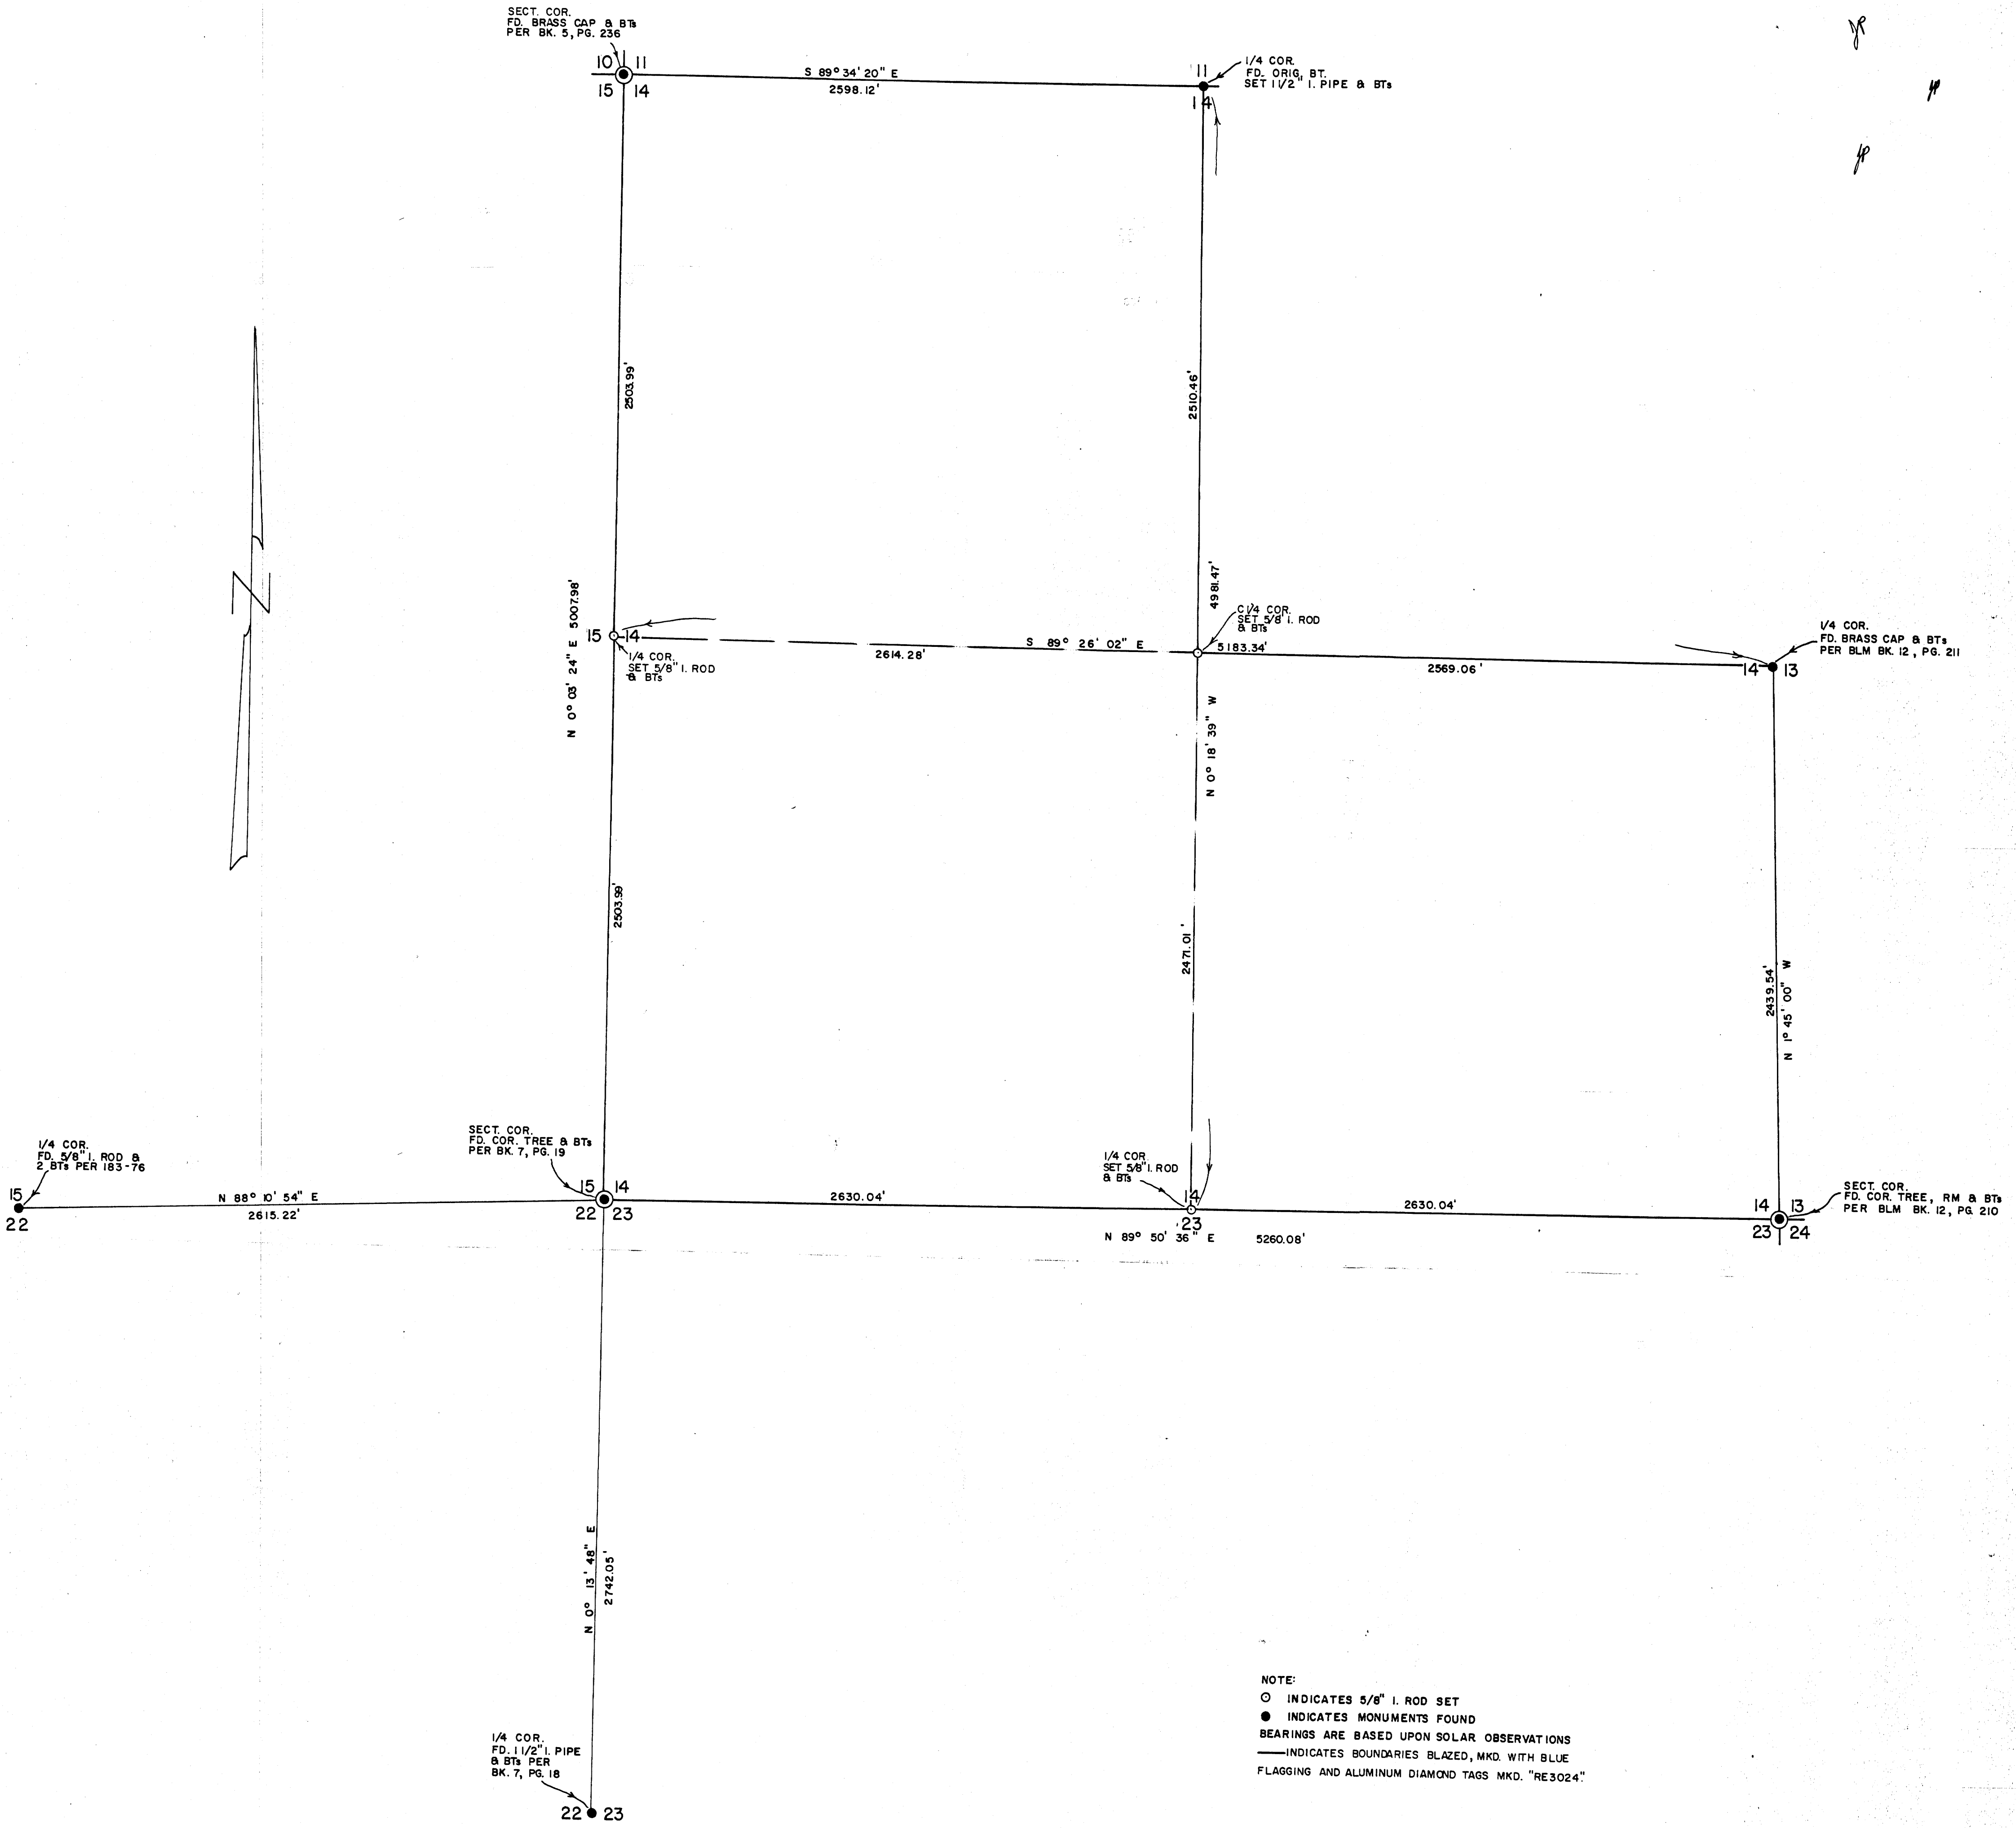 SECT. COR.
FD. BRASS CAP & BTs
PER BK. 5, PG. 236
10 11
15 14
S 89° 34' 20" E
2598.12'
11
14
1/4 COR.
FD. ORIG. BT.
SET 1 1/2" I. PIPE & BTs
2503.99'
2510.46'
N 0° 03' 24" E 5007.98'
4981.47'
15 14
1/4 COR.
SET 5/8" I. ROD
& BTs
S 89° 26' 02" E
2614.28'
C 1/4 COR.
SET 5/8" I. ROD
& BTs
5183.34'
2569.06'
1/4 COR.
FD. BRASS CAP & BTs
PER BLM BK. 12, PG. 211
14 13
N 0° 18' 39" W
2503.99'
2471.01'
2439.54'
N 1° 45' 00" W
1/4 COR.
FD. 5/8" I. ROD &
2 BTs PER 183-76
15
22
N 88° 10' 54" E
2615.22'
SECT. COR.
FD. COR. TREE & BTs
PER BK. 7, PG. 19
15 14
22 23
2630.04'
1/4 COR.
SET 5/8" I. ROD
& BTs
14
23
2630.04'
N 89° 50' 36" E 5260.08'
14 13
23 24
SECT. COR.
FD. COR. TREE, RM & BTs
PER BLM BK. 12, PG. 210
N 0° 13' 48" E
2742.05'
1/4 COR.
FD. 1 1/2" I. PIPE
& BTs PER
BK. 7, PG. 18
22 23
NOTE:
INDICATES 5/8" I. ROD SET
INDICATES MONUMENTS FOUND
BEARINGS ARE BASED UPON SOLAR OBSERVATIONS
INDICATES BOUNDARIES BLAZED, MKD. WITH BLUE
FLAGGING AND ALUMINUM DIAMOND TAGS MKD. "RE3024".
N